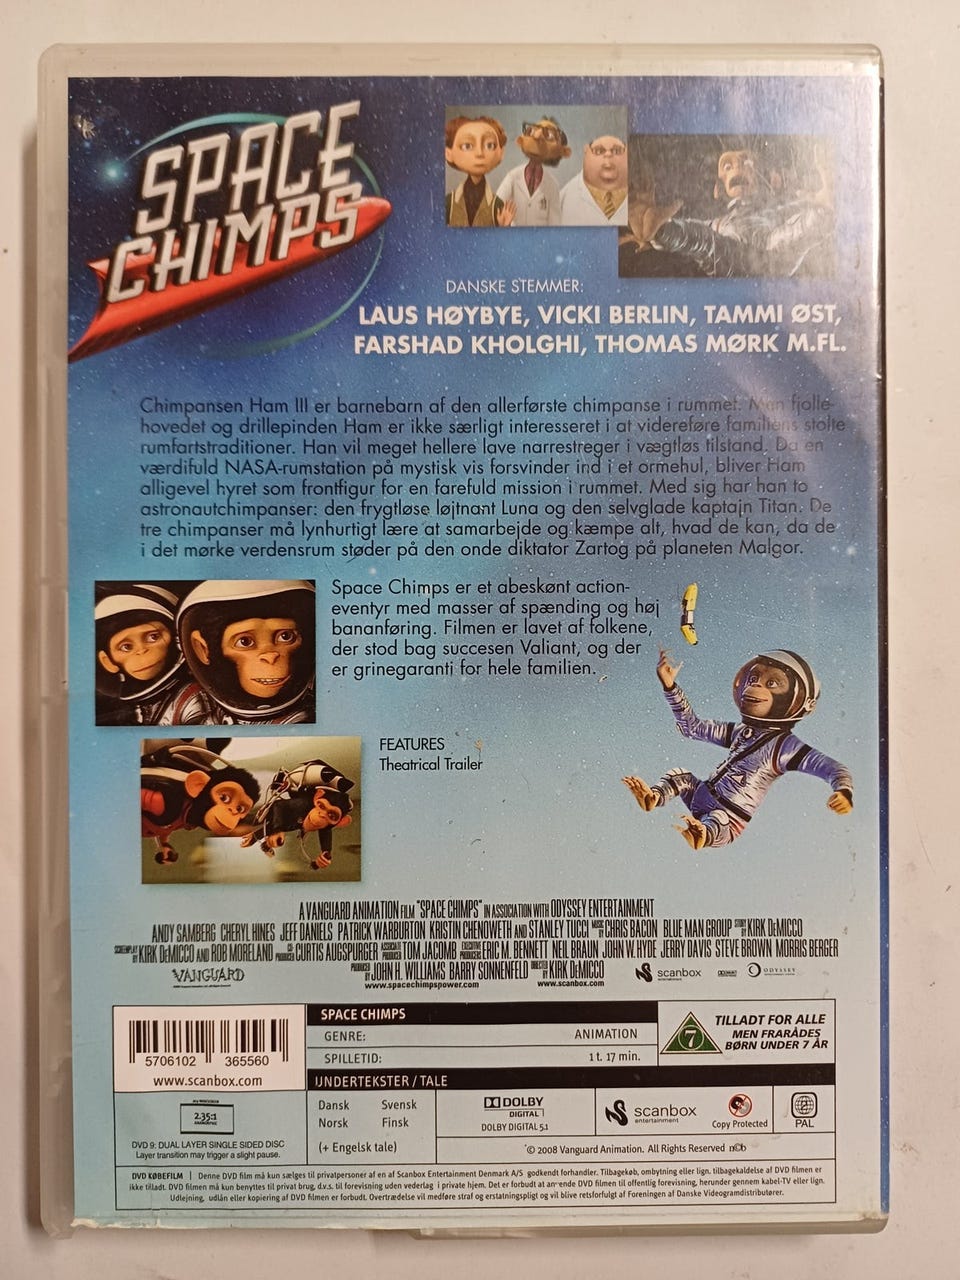 SPACE
CHIMPS
DANSKE STEMMER:
LAUS HØYBYE, VICKI BERLIN, TAMMI ØST,
FARSHAD KHOLGHI, THOMAS MØRK M.FL.
Chimpansen Ham III er barnebarn af den allerførste chimpanse i rummet. Men fjolle-
hovedet og drillepinden Ham er ikke særligt interesseret i at videreføre familiens stolte
rumfartstraditioner. Han vil meget hellere lave narrestreger i vægtløs tilstand. Da en
værdifuld NASA-rumstation på mystisk vis forsvinder ind i et ormehul, bliver Ham
alligevel hyret som frontfigur for en farefuld mission i rummet. Med sig har han to
astronautchimpanser: den frygtløse løjtnant Luna og den selvglade kaptajn Titan. De
tre chimpanser må lynhurtigt lære at samarbejde og kæmpe alt, hvad de kan, da de
i det mørke verdensrum støder på den onde diktator Zartog på planeten Malgor.
Space Chimps er et abeskønt action-
eventyr med masser af spænding og høj
bananføring. Filmen er lavet af folkene,
der stod bag succesen Valiant, og der
er grinegaranti for hele familien.
FEATURES
Theatrical Trailer
A VANGUARD ANIMATION FILM "SPACE CHIMPS" IN ASSOCIATION WITH ODYSSEY ENTERTAINMENT
ANDY SAMBERG CHERYL HINES JEFF DANIELS PATRICK WARBURTON KRISTIN CHENOWETH AND STANLEY TUCCI MUSIC BY CHRIS BACON BLUE MAN GROUP STORY BY KIRK DEMICCO
SCREENPLAY BY KIRK DEMICCO AND ROB MORELAND CO-PRODUCER CURTIS AUGSPURGER ASSOCIATE PRODUCER TOM JACOMB EXECUTIVE PRODUCERS ERIC M. BENNETT NEIL BRAUN JOHN W. HYDE JERRY DAVIS STEVE BROWN MORRIS BERGER
VANGUARD PRODUCED BY JOHN H. WILLIAMS BARRY SONNENFELD DIRECTED BY KIRK DEMICCO scanbox entertainment ODYSSEY
www.spacechimpspower.com www.scanbox.com
5706102 365560
www.scanbox.com
SPACE CHIMPS
GENRE: ANIMATION
SPILLETID: 1 t. 17 min.
7
TILLADT FOR ALLE
MEN FRARÅDES
BØRN UNDER 7 ÅR
UNDERTEKSTER / TALE
Dansk Svensk
Norsk Finsk
(+ Engelsk tale)
DOLBY
DIGITAL
DOLBY DIGITAL 5.1
scanbox
entertainment
Copy Protected
PAL
© 2008 Vanguard Animation. All Rights Reserved nCb
2.35:1
DVD 9: DUAL LAYER SINGLE SIDED DISC
Layer transition may trigger a slight pause.
DVD KØBEFILM | Denne DVD film må kun sælges til privatpersoner af en af Scanbox Entertainment Danmark A/S godkendt forhandler. Tilbagekøb, ombytning eller lign. tilbagekaldelse af DVD filmen er
ikke tilladt. DVD filmen må kun benyttes til privat brug, d.v.s. til forevisning uden vederlag i private hjem. Det er forbudt at anvende DVD filmen til offentlig forevisning, herunder gennem kabel-TV eller lign.
Udlejning, udlån eller kopiering af DVD filmen er forbudt. Overtrædelse vil medføre straf og erstatningspligt og vil blive retsforfulgt af Foreningen af Danske Videogramdistributører.